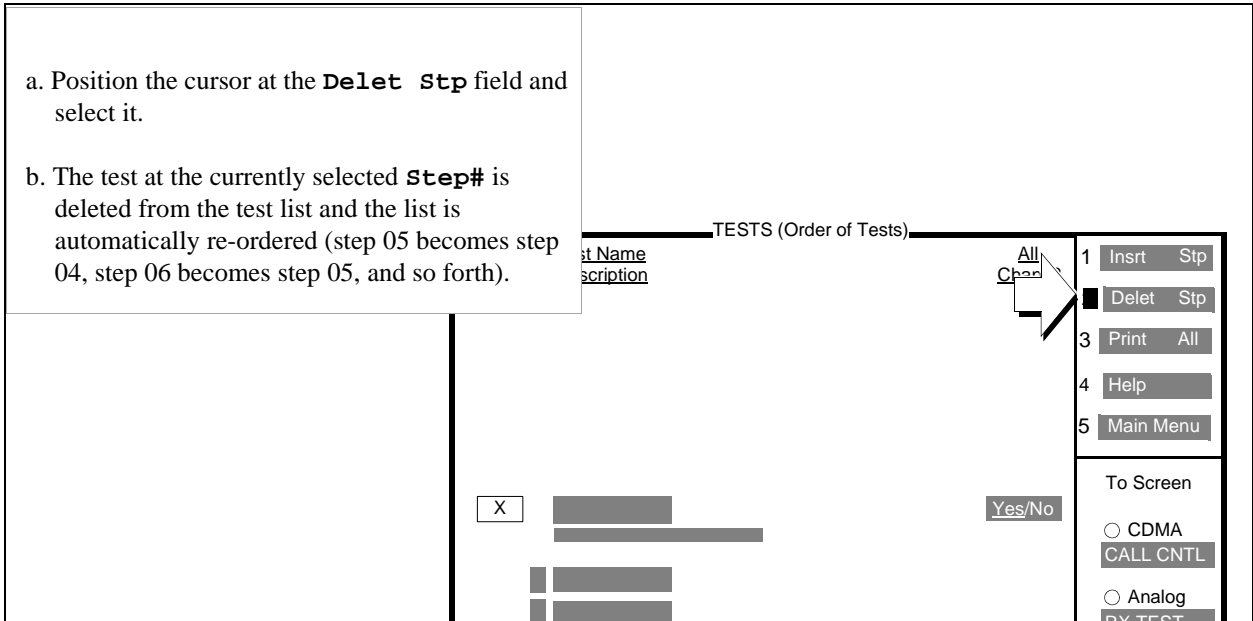 a. Position the cursor at the Delet Stp field and
select it.
b. The test at the currently selected Step# is
deleted from the test list and the list is
automatically re-ordered (step 05 becomes step
04, step 06 becomes step 05, and so forth).
TESTS (Order of Tests)
st Name
scription
All
1 Insrt Stp
Delet Stp
3 Print All
4 Help
5 Main Menu
To Screen
X
Yes/No
CDMA
CALL CNTL
Analog
RX TEST